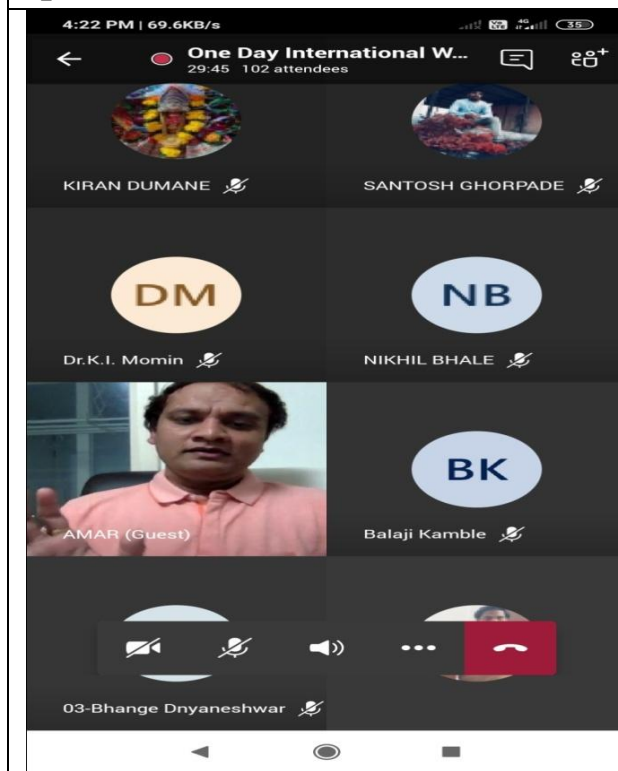 4:22 PM | 69.6KB/s
4G
35
One Day International W...
29:45 102 attendees
KIRAN DUMANE
SANTOSH GHORPADE
DM
NB
Dr.K.I. Momin
NIKHIL BHALE
BK
AMAR (Guest)
Balaji Kamble
03-Bhange Dnyaneshwar